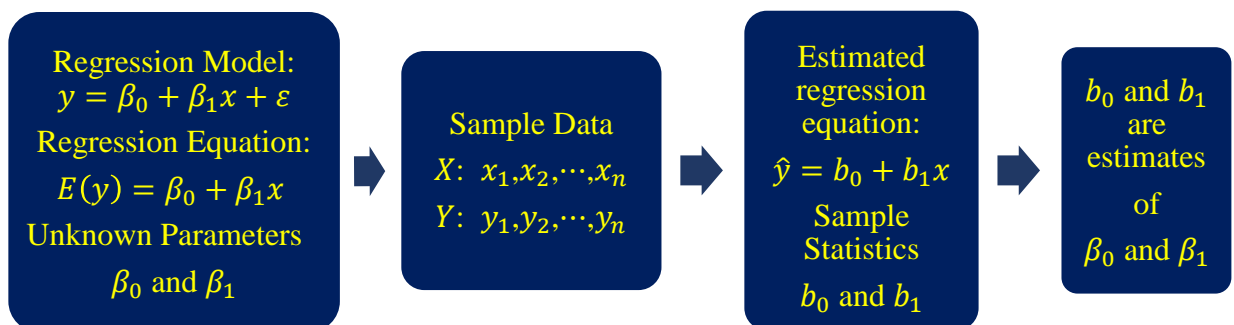 Regression Model:
y = β₀ + β₁x + ε
Regression Equation:
E(y) = β₀ + β₁x
Unknown Parameters
β₀ and β₁
Sample Data
X: x₁,x₂,⋯,xₙ
Y: y₁,y₂,⋯,yₙ
Estimated
regression
equation:
ŷ = b₀ + b₁x
Sample
Statistics
b₀ and b₁
b₀ and b₁
are
estimates
of
β₀ and β₁